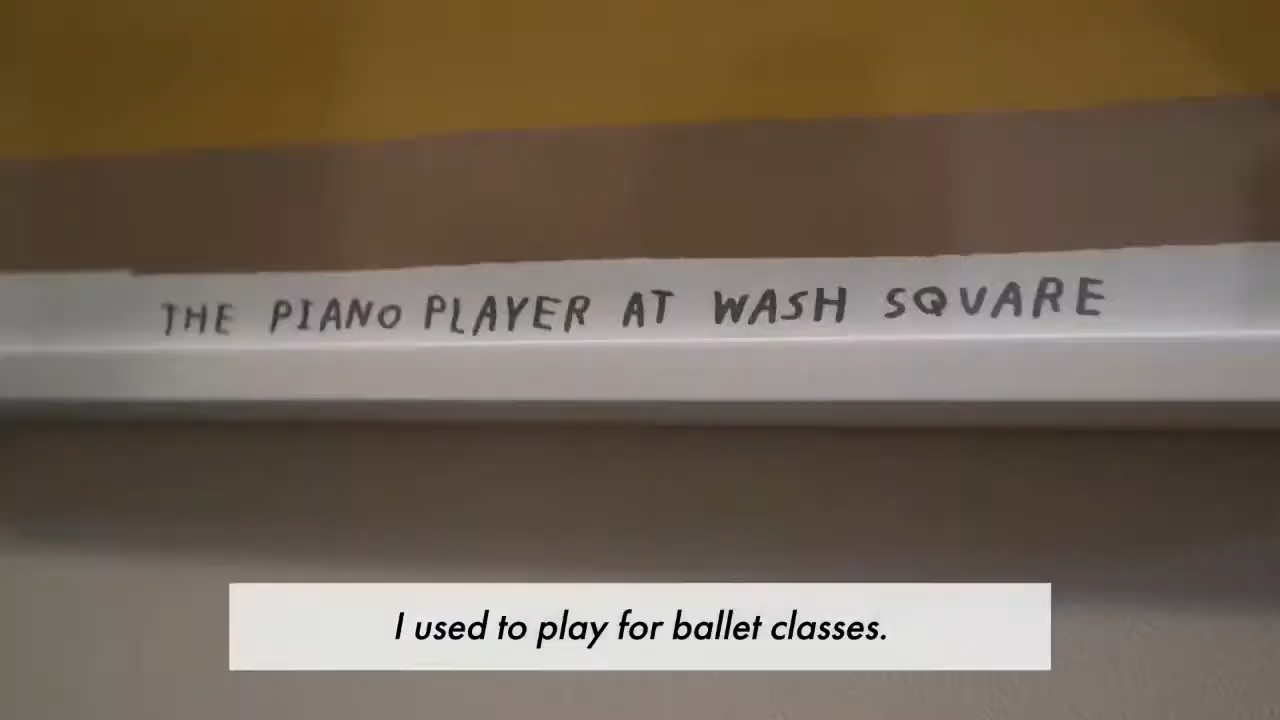 THE PIANO PLAYER AT WASH SQUARE
I used to play for ballet classes.